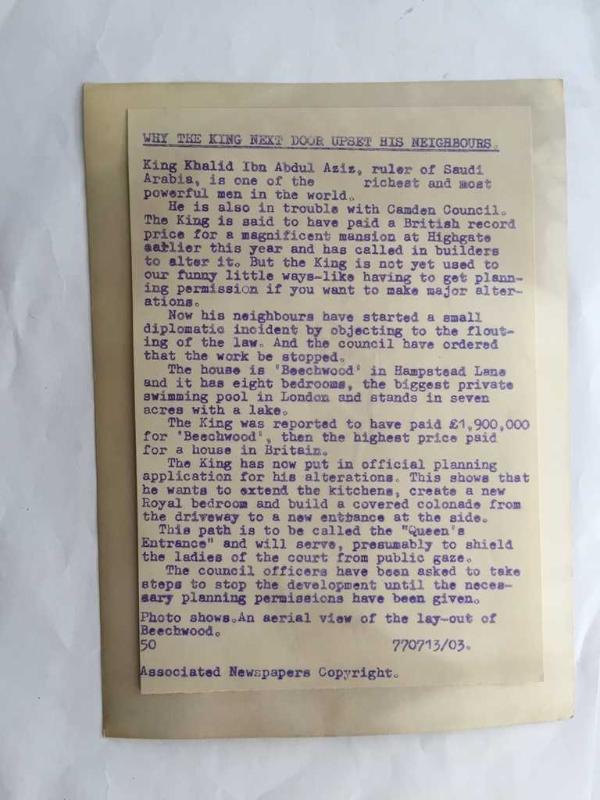 WHY THE KING NEXT DOOR UPSET HIS NEIGHBOURS.
King Khalid Ibn Abdul Aziz, ruler of Saudi
Arabia, is one of the richest and most
powerful men in the world.
He is also in trouble with Camden Council.
The King is said to have paid a British record
price for a magnificent mansion at Highgate
earlier this year and has called in builders
to alter it. But the King is not yet used to
our funny little ways-like having to get plann-
ing permission if you want to make major alter-
ations.
Now his neighbours have started a small
diplomatic incident by objecting to the flout-
ing of the law. And the council have ordered
that the work be stopped.
The house is 'Beechwood' in Hampstead Lane
and it has eight bedrooms, the biggest private
swimming pool in London and stands in seven
acres with a lake.
The King was reported to have paid £1,900,000
for 'Beechwood', then the highest price paid
for a house in Britain.
The King has now put in official planning
application for his alterations. This shows that
he wants to extend the kitchens, create a new
Royal bedroom and build a covered colonade from
the driveway to a new entrance at the side.
This path is to be called the "Queen's
Entrance" and will serve, presumably to shield
the ladies of the court from public gaze.
The council officers have been asked to take
steps to stop the development until the neces-
sary planning permissions have been given.
Photo shows.An aerial view of the lay-out of
Beechwood.
50 770713/03.
Associated Newspapers Copyright.